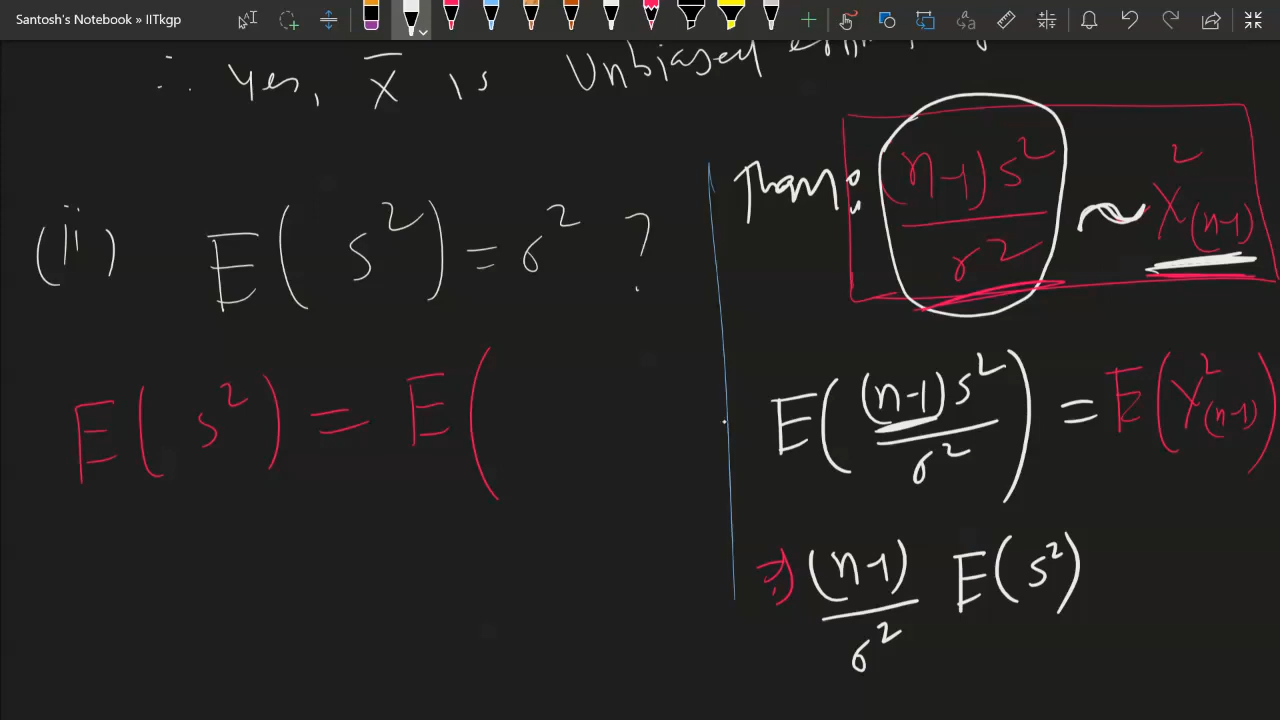 Santosh's Notebook » IITkgp
∴ Yes, X̄ is Unbiased
(ii) E(s²) = σ² ?
E(s²) = E(
Thm: (n-1)s²/σ² ~ χ²(n-1)
E((n-1)s²/σ²) = E(χ²(n-1))
⇒) (n-1)/σ² E(s²)